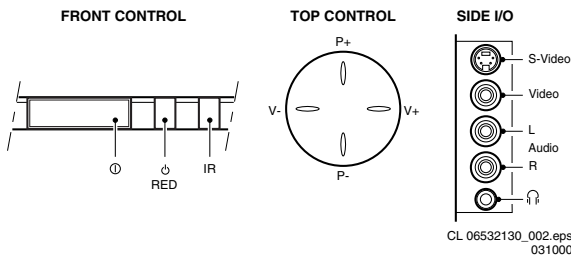 FRONT CONTROL
TOP CONTROL
SIDE I/O
P+
V-
V+
P-
RED
IR
S-Video
Video
L
Audio
R
CL 06532130_002.eps
031000